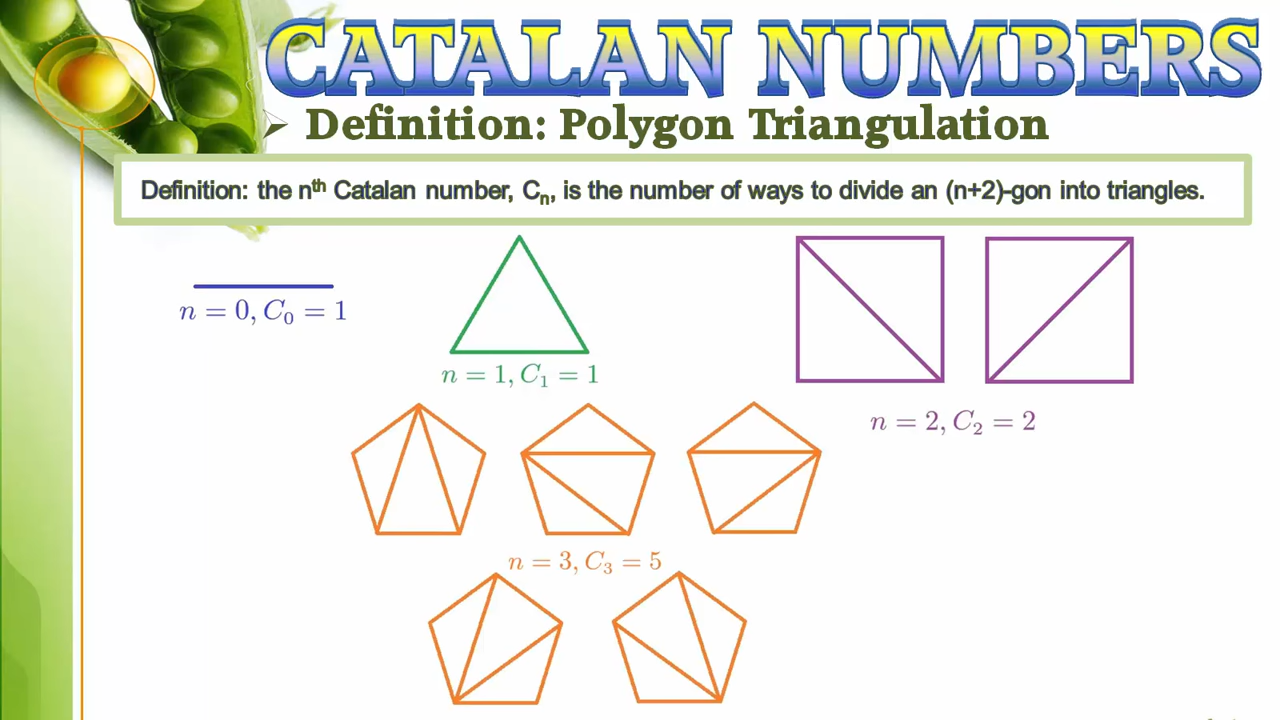 CATALAN NUMBERS
➢ Definition: Polygon Triangulation
Definition: the nᵗʰ Catalan number, Cₙ, is the number of ways to divide an (n+2)-gon into triangles.
n = 0, C₀ = 1
n = 1, C₁ = 1
n = 2, C₂ = 2
n = 3, C₃ = 5